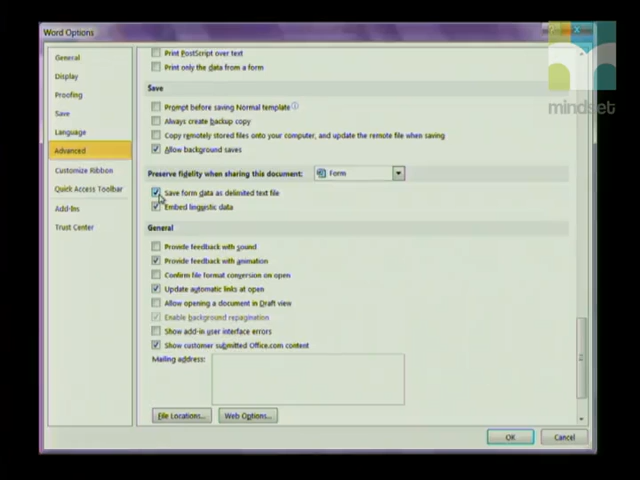 Word Options
General
Display
Proofing
Save
Language
Advanced
Customize Ribbon
Quick Access Toolbar
Add-Ins
Trust Center
Print PostScript over text
Print only the data from a form
Save
Prompt before saving Normal template
Always create backup copy
Copy remotely stored files onto your computer, and update the remote file when saving
Allow background saves
Preserve fidelity when sharing this document: Form
Save form data as delimited text file
Embed linguistic data
General
Provide feedback with sound
Provide feedback with animation
Confirm file format conversion on open
Update automatic links at open
Allow opening a document in Draft view
Enable background repagination
Show add-in user interface errors
Show customer submitted Office.com content
Mailing address:
File Locations... Web Options...
OK Cancel
mindset